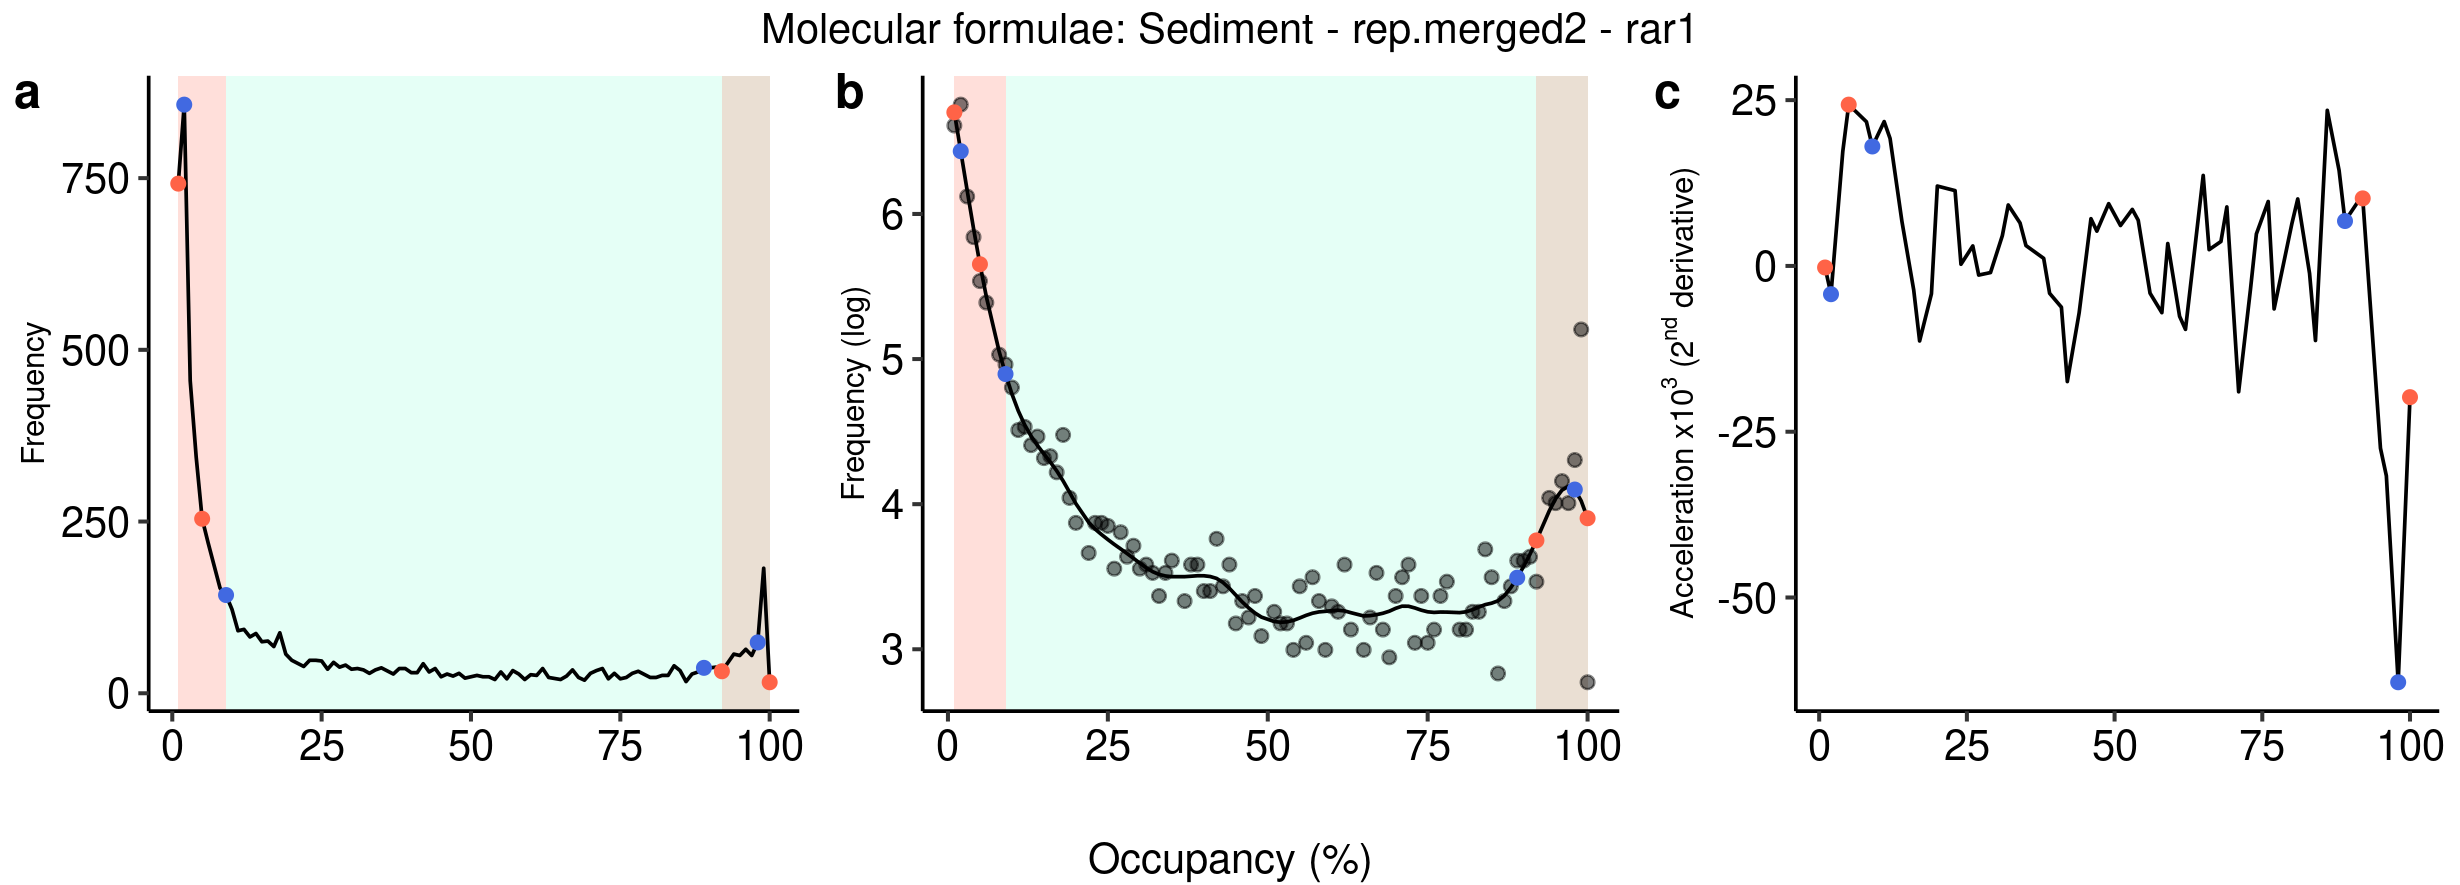 Molecular formulae: Sediment - rep.merged2 - rar1
a
Frequency
750
500
250
0
0 25 50 75 100
b
Frequency (log)
6
5
4
3
0 25 50 75 100
c
Acceleration x10³ (2ⁿᵈ derivative)
25
0
-25
-50
0 25 50 75 100
Occupancy (%)